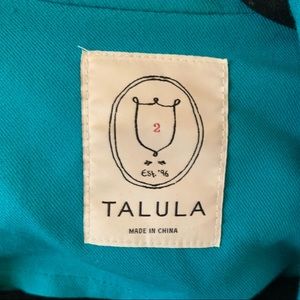 2
Est. '96
TALULA
MADE IN CHINA